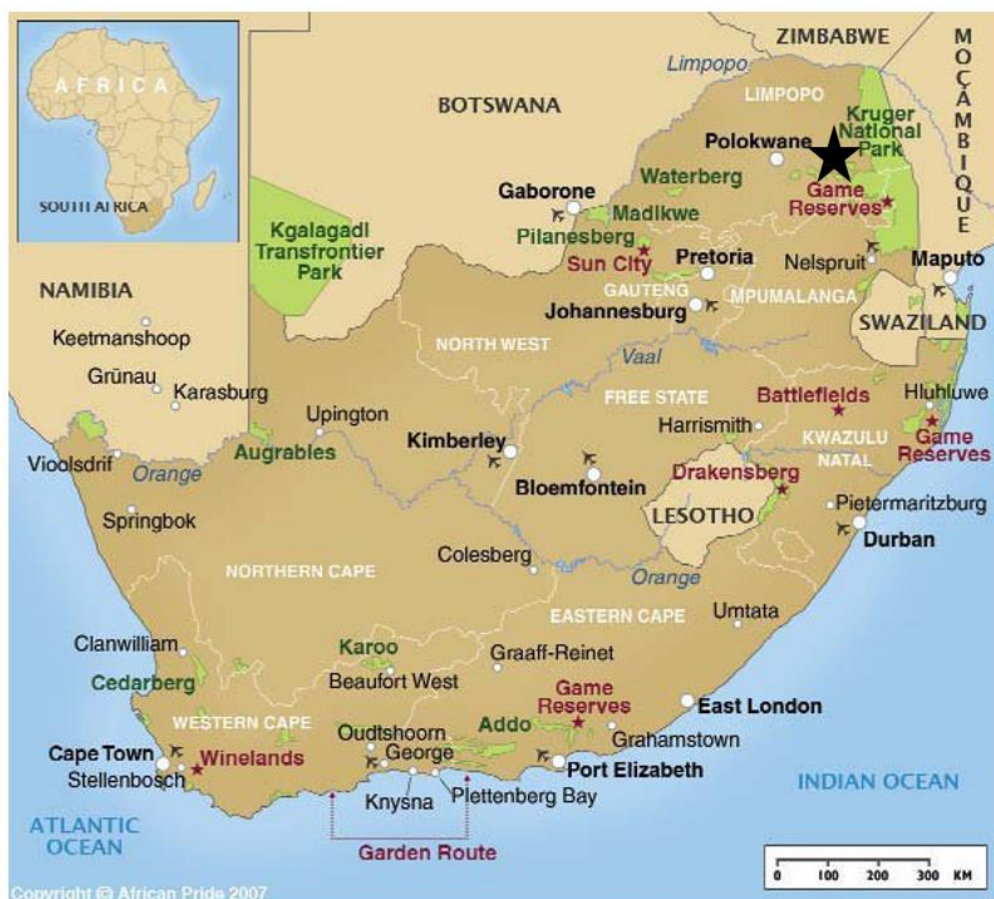 AFRICA
SOUTH AFRICA
ZIMBABWE
MOÇAMBIQUE
Limpopo
BOTSWANA
LIMPOPO
Kruger
National
Park
Polokwane
Waterberg
Game
Reserves
Gaborone
Madikwe
Pilanesberg
Sun City
Kgalagadi
Transfrontier
Park
Pretoria
Nelspruit
Maputo
GAUTENG
MPUMALANGA
Johannesburg
NAMIBIA
SWAZILAND
Keetmanshoop
NORTH WEST
Vaal
Grünau
Karasburg
FREE STATE
Battlefields
Hluhluwe
Upington
Harrismith
KWAZULU
NATAL
Game
Reserves
Kimberley
Augrables
Vioolsdrif
Orange
Drakensberg
Bloemfontein
Springbok
LESOTHO
Pietermaritzburg
Durban
Colesberg
NORTHERN CAPE
Orange
EASTERN CAPE
Umtata
Clanwilliam
Karoo
Graaff-Reinet
Cedarberg
Beaufort West
Game
Reserves
East London
WESTERN CAPE
Addo
Oudtshoorn
Grahamstown
Cape Town
Winelands
George
Port Elizabeth
Stellenbosch
Knysna
Plettenberg Bay
INDIAN OCEAN
ATLANTIC
OCEAN
Garden Route
0 100 200 300 KM
Copyright © African Pride 2007